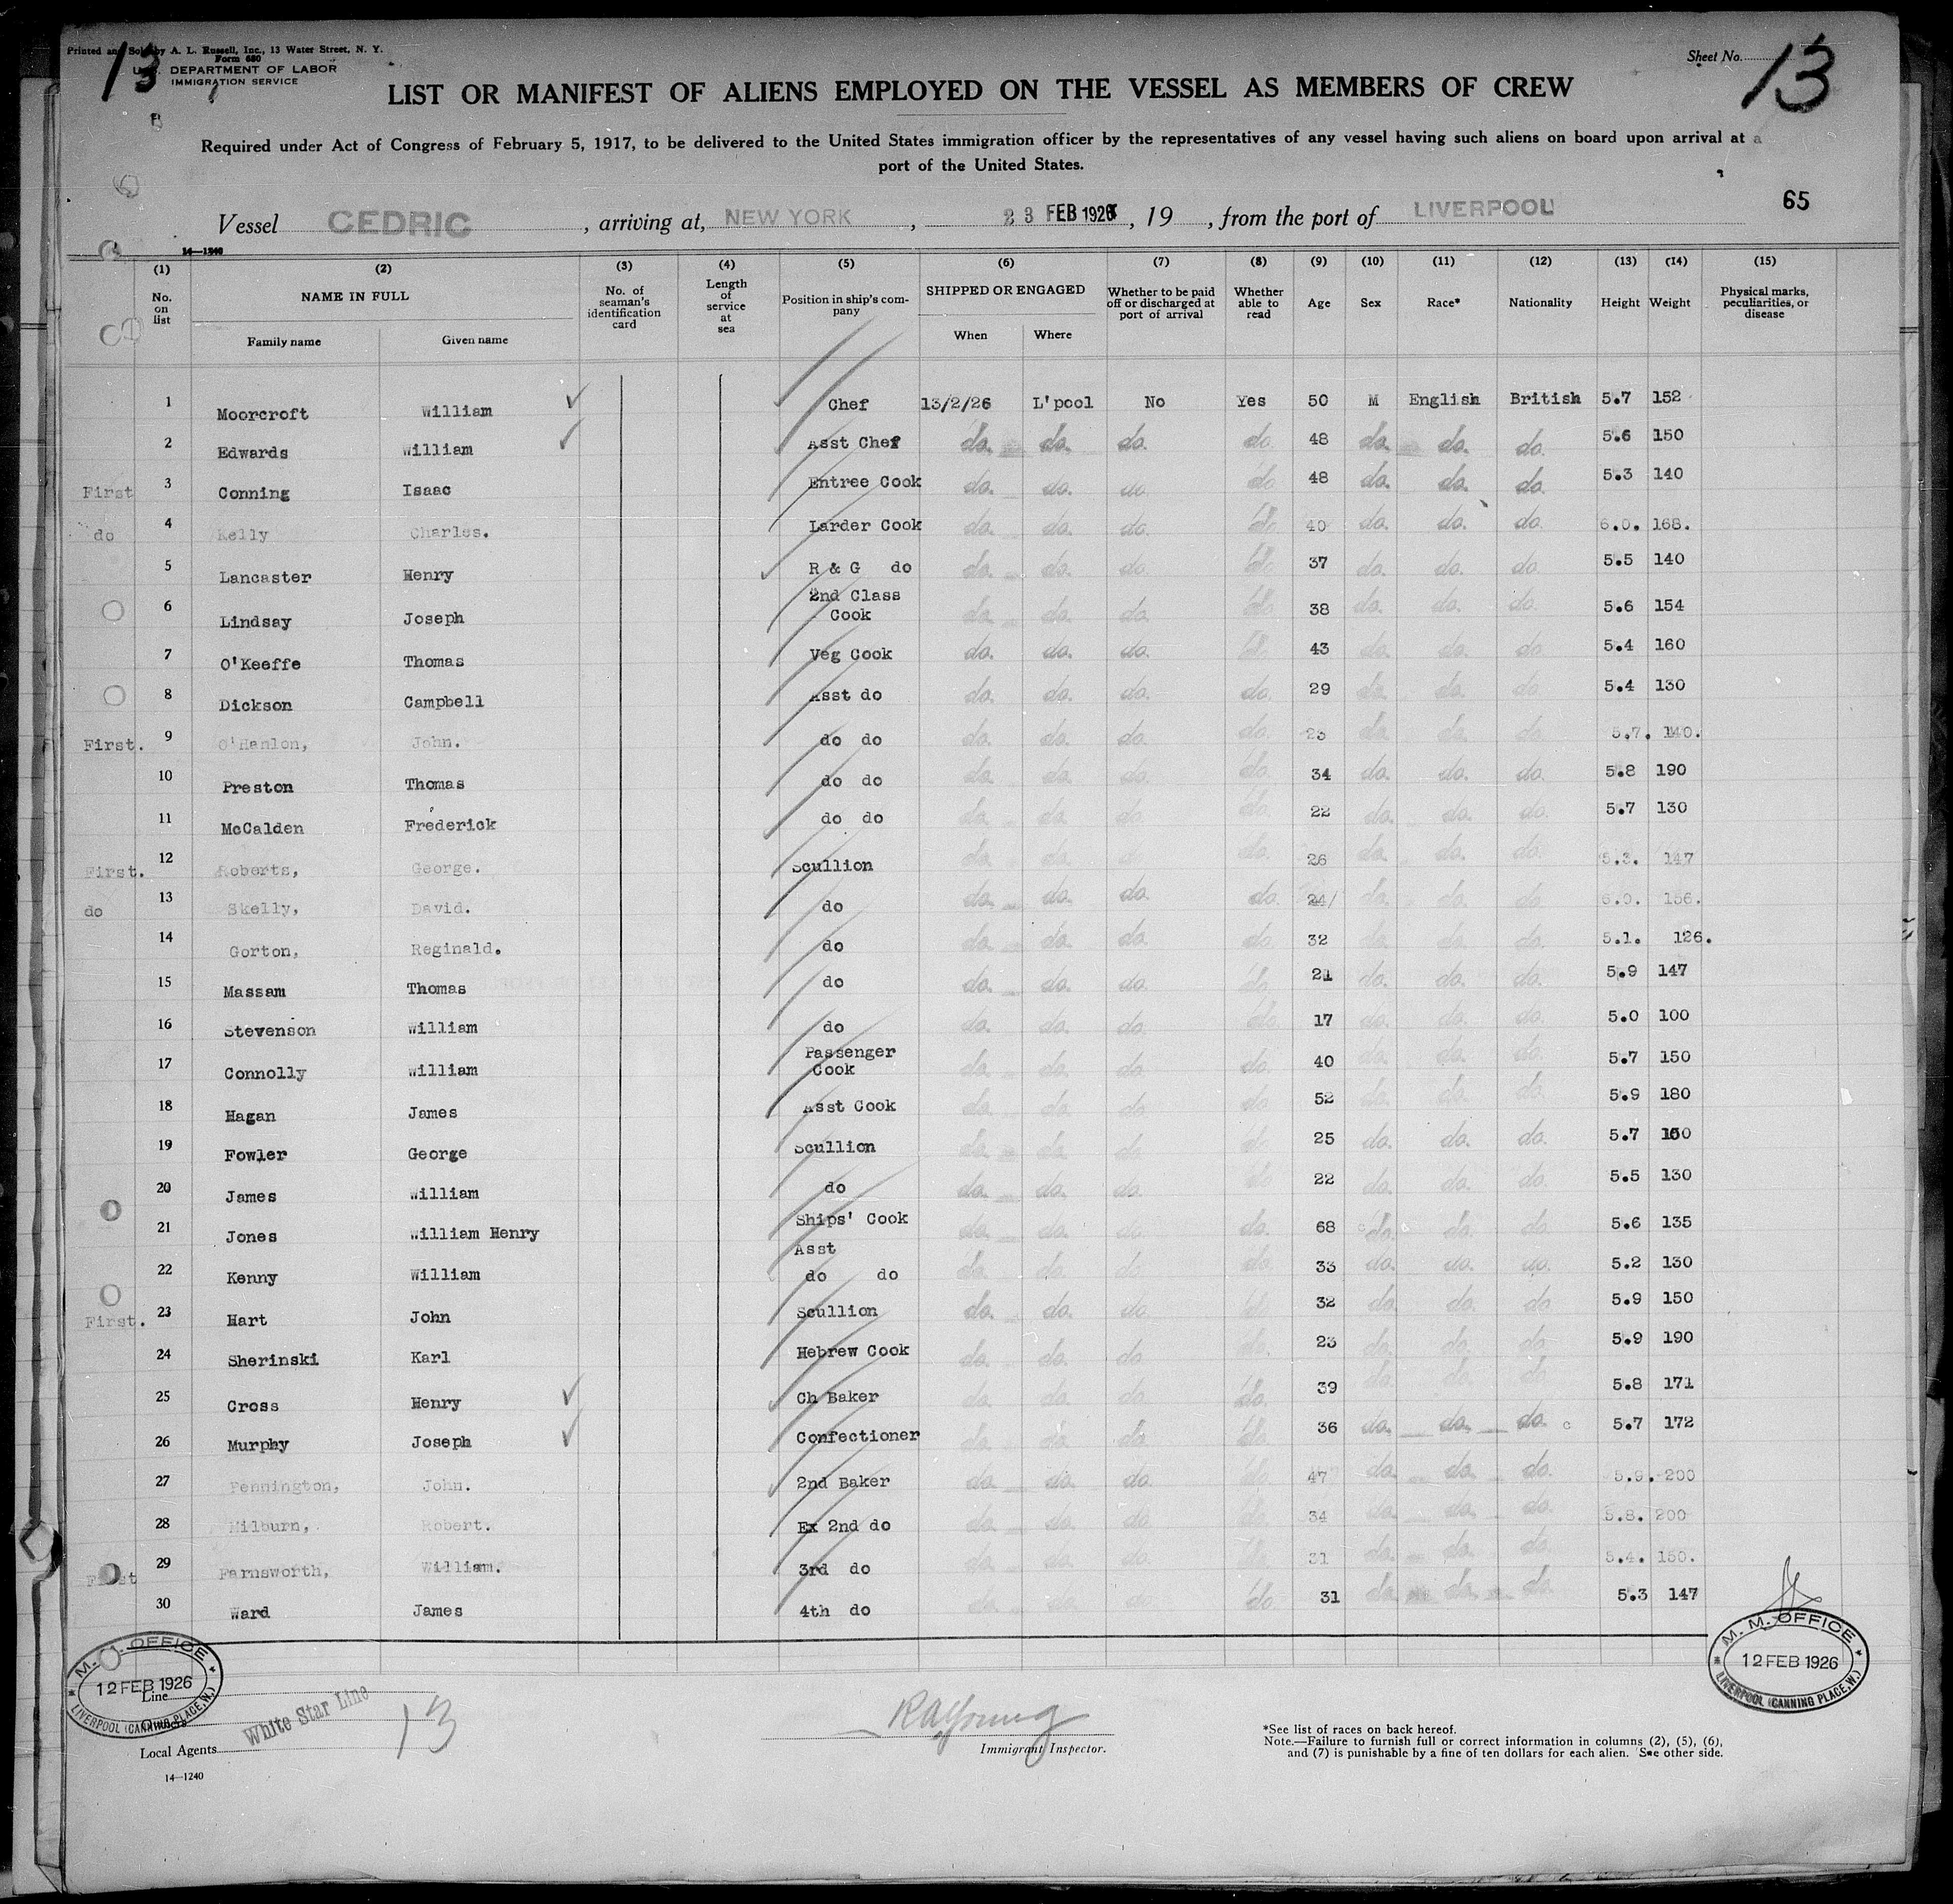 Printed and Sold by A. L. Russell, Inc., 13 Water Street, N. Y.
Form 680
U. S. DEPARTMENT OF LABOR
IMMIGRATION SERVICE
13
Sheet No. 13
LIST OR MANIFEST OF ALIENS EMPLOYED ON THE VESSEL AS MEMBERS OF CREW
Required under Act of Congress of February 5, 1917, to be delivered to the United States immigration officer by the representatives of any vessel having such aliens on board upon arrival at a
port of the United States.
65
Vessel CEDRIC, arriving at, NEW YORK, 23 FEB 1926, 19 , from the port of LIVERPOOL
14—1240
(1) (2) (3) (4) (5) (6) (7) (8) (9) (10) (11) (12) (13) (14) (15)
No. on list
NAME IN FULL
Family name Given name
No. of seaman's identification card
Length of service at sea
Position in ship's company
SHIPPED OR ENGAGED
When Where
Whether to be paid off or discharged at port of arrival
Whether able to read
Age Sex Race* Nationality Height Weight
Physical marks, peculiarities, or disease
1 Moorcroft William Chef 13/2/26 L'pool No Yes 50 M English British 5.7 152
2 Edwards William Asst Chef do. do. do. do. 48 do. do. do. 5.6 150
First 3 Conning Isaac Entree Cook do. do. do. do. 48 do. do. do. 5.3 140
do 4 Kelly Charles. Larder Cook do. do. do. do. 40 do. do. do. 6.0. 168.
5 Lancaster Henry R & G do do. do. do. do. 37 do. do. do. 5.5 140
6 Lindsay Joseph 2nd Class Cook do. do. do. do. 38 do. do. do. 5.6 154
7 O'Keeffe Thomas Veg Cook do. do. do. do. 43 do. do. do. 5.4 160
8 Dickson Campbell Asst do do. do. do. do. 29 do. do. do. 5.4 130
First. 9 O'Hanlon, John. do do do. do. do. do. 23 do. do. do. 5.7. 140.
10 Preston Thomas do do do. do. do. do. 34 do. do. do. 5.8 190
11 McCalden Frederick do do do. do. do. do. 22 do. do. do. 5.7 130
First. 12 Roberts, George. Scullion do. do. do. do. 26 do. do. do. 5.3. 147
do 13 Skelly, David. do do. do. do. do. 24 do. do. do. 6.0. 156.
14 Gorton, Reginald. do do. do. do. do. 32 do. do. do. 5.1. 126.
15 Massam Thomas do do. do. do. do. 21 do. do. do. 5.9 147
16 Stevenson William do do. do. do. do. 17 do. do. do. 5.0 100
17 Connolly William Passenger Cook do. do. do. do. 40 do. do. do. 5.7 150
18 Hagan James Asst Cook do. do. do. do. 52 do. do. do. 5.9 180
19 Fowler George Scullion do. do. do. do. 25 do. do. do. 5.7
20 James William do do. do. do. do. 22 do. do. do. 5.5 130
21 Jones William Henry Ships' Cook do. do. do. do. 68 do. do. do. 5.6 135
22 Kenny William Asst do do do. do. do. do. 33 do. do. do. 5.2 130
First. 23 Hart John Scullion do. do. do. do. 32 do. do. do. 5.9 150
24 Sherinski Karl Hebrew Cook do. do. do. do. 23 do. do. do. 5.9 190
25 Cross Henry Ch Baker do. do. do. do. 39 do. do. do. 5.8 171
26 Murphy Joseph Confectioner do. do. do. do. 36 do. do. do. 5.7 172
27 Pennington, John. 2nd Baker do. do. do. do. 47 do. do. do. 5.9. 200
28 Milburn, Robert. Ex 2nd do do. do. do. do. 34 do. do. do. 5.8. 200
First 29 Farnsworth, William. 3rd do do. do. do. do. 31 do. do. do. 5.4. 150.
30 Ward James 4th do do. do. do. do. 31 do. do. do. 5.3 147
M. M. OFFICE
12 FEB 1926
LIVERPOOL (CANNING PLACE, W.)
M. M. OFFICE
12 FEB 1926
LIVERPOOL (CANNING PLACE, W.)
Line
Owners
Local Agents
White Star Line
13
RA Young
Immigrant Inspector.
*See list of races on back hereof.
Note.—Failure to furnish full or correct information in columns (2), (5), (6),
and (7) is punishable by a fine of ten dollars for each alien. See other side.
14—1240